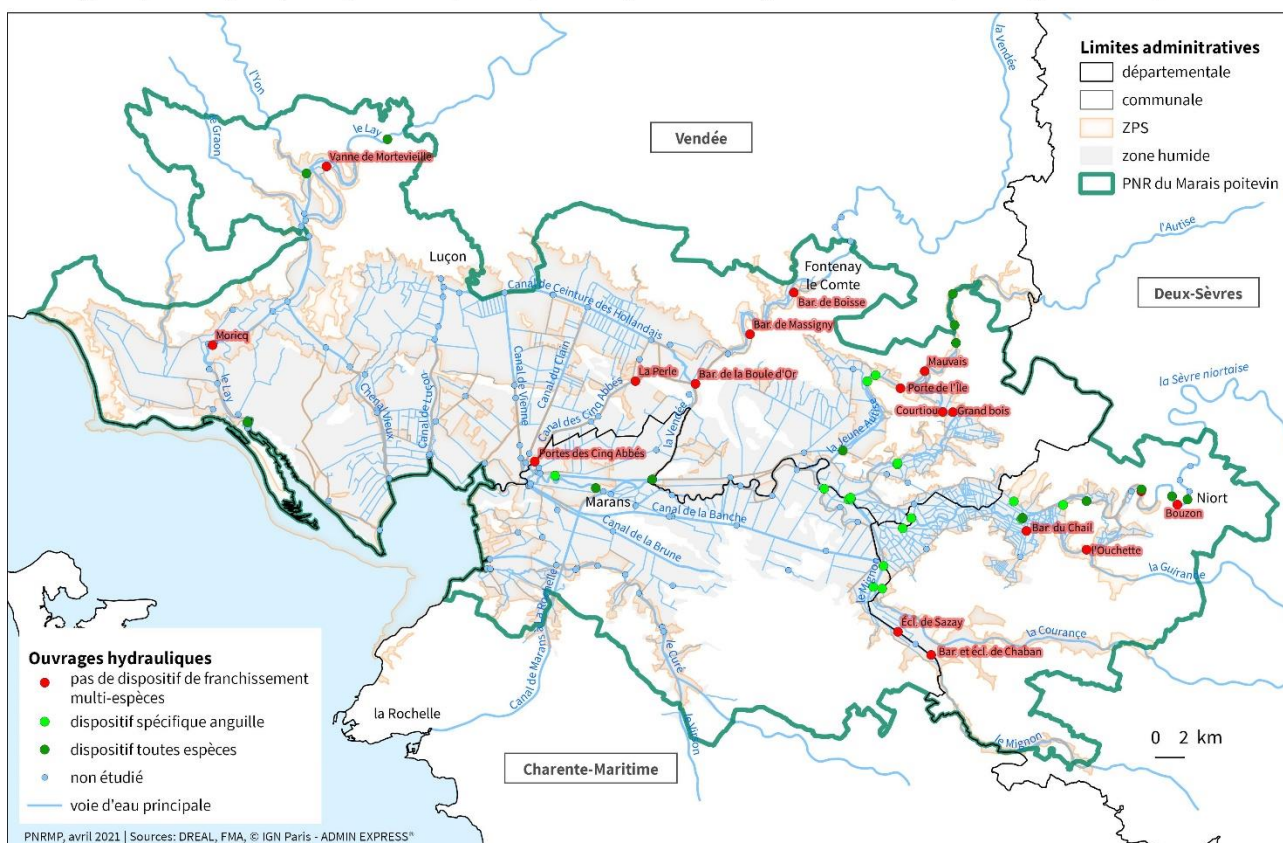 Limites adminitratives
départementale
communale
ZPS
zone humide
PNR du Marais poitevin
la Vendée
l'Yon
le Graon
le Lay
Vanne de Mortevieille
Vendée
l'Autise
Deux-Sèvres
Luçon
Fontenay
le Comte
Canal de Ceinture des Hollandais
Bar. de Boisse
Bar. de Massigny
Moricq
le Lay
Chenal Vieux
Canal de Luçon
Canal de Vienne
Canal du Clain
Canal des Cinq Abbés
La Perle
Bar. de la Boule d'Or
la Vendée
Mauvais
Porte de l'Île
Courtiou
Grand bois
la Jeune Autise
la Sèvre niortaise
Portes des Cinq Abbés
Marans
Canal de la Banche
Canal de la Brune
Niort
Bouzon
Bar. du Chail
l'Ouchette
la Guirande
le Mignon
Écl. de Sazay
la Courance
Bar. et écl. de Chaban
Canal de Marans à La Rochelle
le Curé
le Virson
la Rochelle
le Mignon
Charente-Maritime
0 2 km
Ouvrages hydrauliques
pas de dispositif de franchissement
multi-espèces
dispositif spécifique anguille
dispositif toutes espèces
non étudié
voie d'eau principale
PNRMP, avril 2021 | Sources: DREAL, FMA, © IGN Paris - ADMIN EXPRESS®